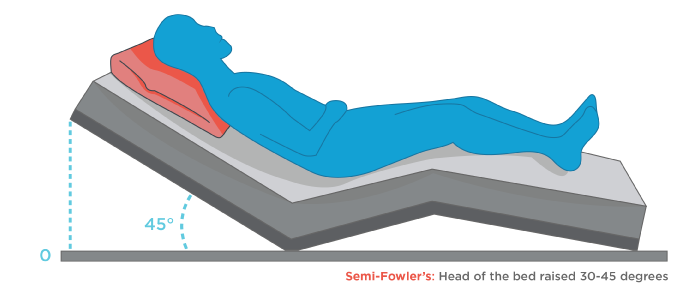 45°
0
Semi-Fowler's: Head of the bed raised 30-45 degrees